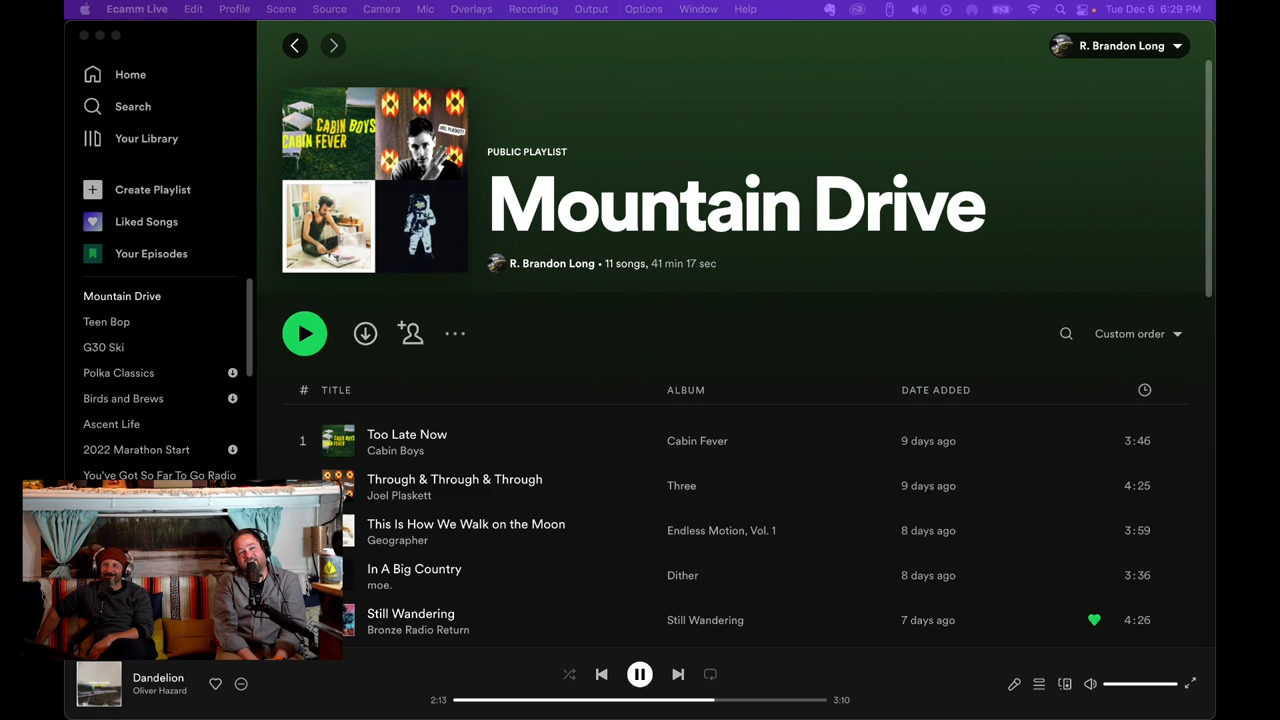 Ecamm Live Edit Profile Scene Source Camera Mic Overlays Recording Output Options Window Help Tue Dec 6 6:29 PM
R. Brandon Long
Home
Search
Your Library
Create Playlist
Liked Songs
Your Episodes
Mountain Drive
Teen Bop
G30 Ski
Polka Classics
Birds and Brews
Ascent Life
2022 Marathon Start
You've Got So Far To Go Radio
CABIN BOYS
CABIN FEVER
JOEL PLASKETT
PUBLIC PLAYLIST
Mountain Drive
R. Brandon Long • 11 songs, 41 min 17 sec
Custom order
# TITLE ALBUM DATE ADDED
1 Too Late Now Cabin Fever 9 days ago 3:46
Cabin Boys
Through & Through & Through Three 9 days ago 4:25
Joel Plaskett
This Is How We Walk on the Moon Endless Motion, Vol. 1 8 days ago 3:59
Geographer
In A Big Country Dither 8 days ago 3:36
moe.
Still Wandering Still Wandering 7 days ago 4:26
Bronze Radio Return
Dandelion
Oliver Hazard
2:13 3:10